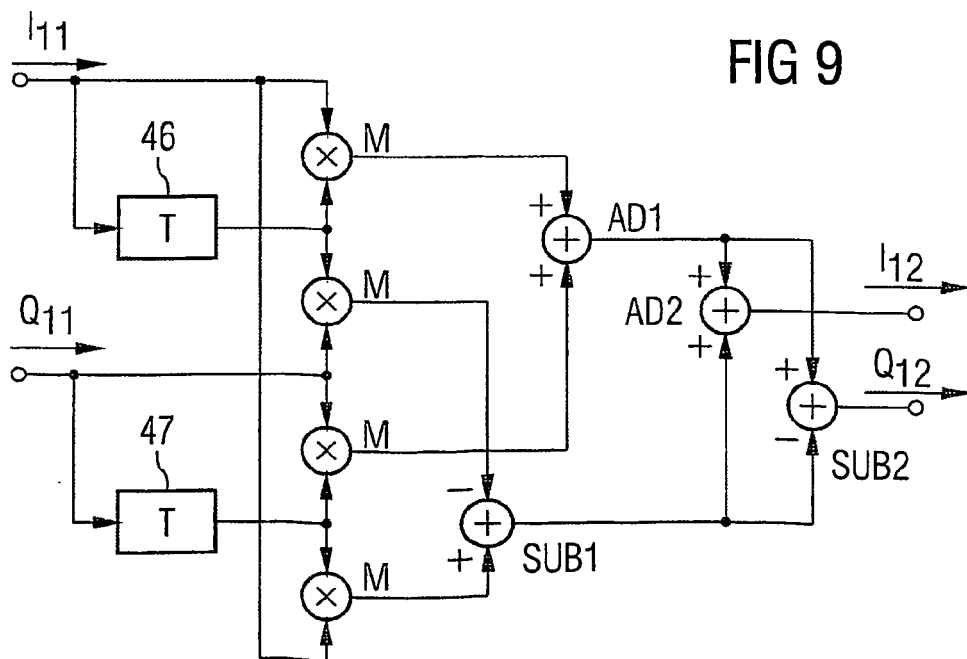 I11
FIG 9
46
M
T
+
AD1
+
M
I12
Q11
+
AD2
+
+
Q12
47
M
-
SUB2
-
T
+
SUB1
M